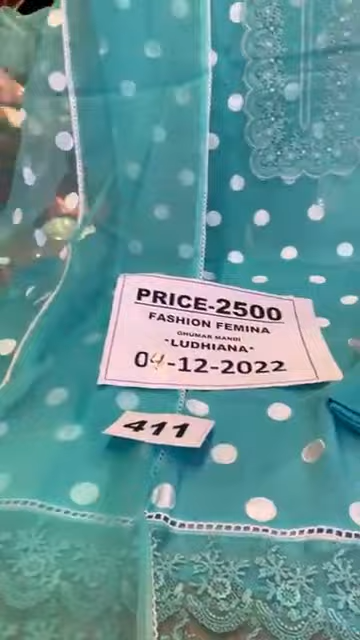 PRICE-2500
FASHION FEMINA
GHUMAR MANDI
"LUDHIANA"
04-12-2022
411